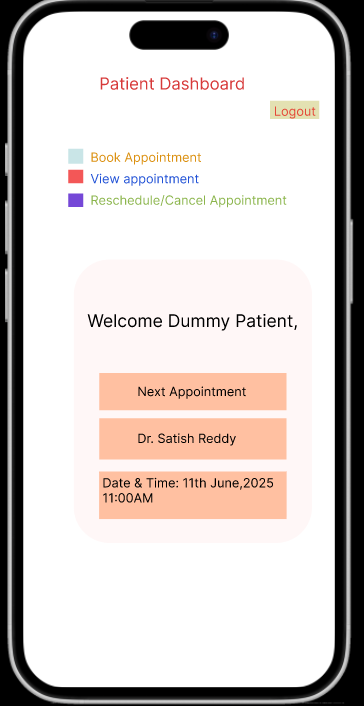 Patient Dashboard
Logout
Book Appointment
View appointment
Reschedule/Cancel Appointment
Welcome Dummy Patient,
Next Appointment
Dr. Satish Reddy
Date & Time: 11th June,2025
11:00AM